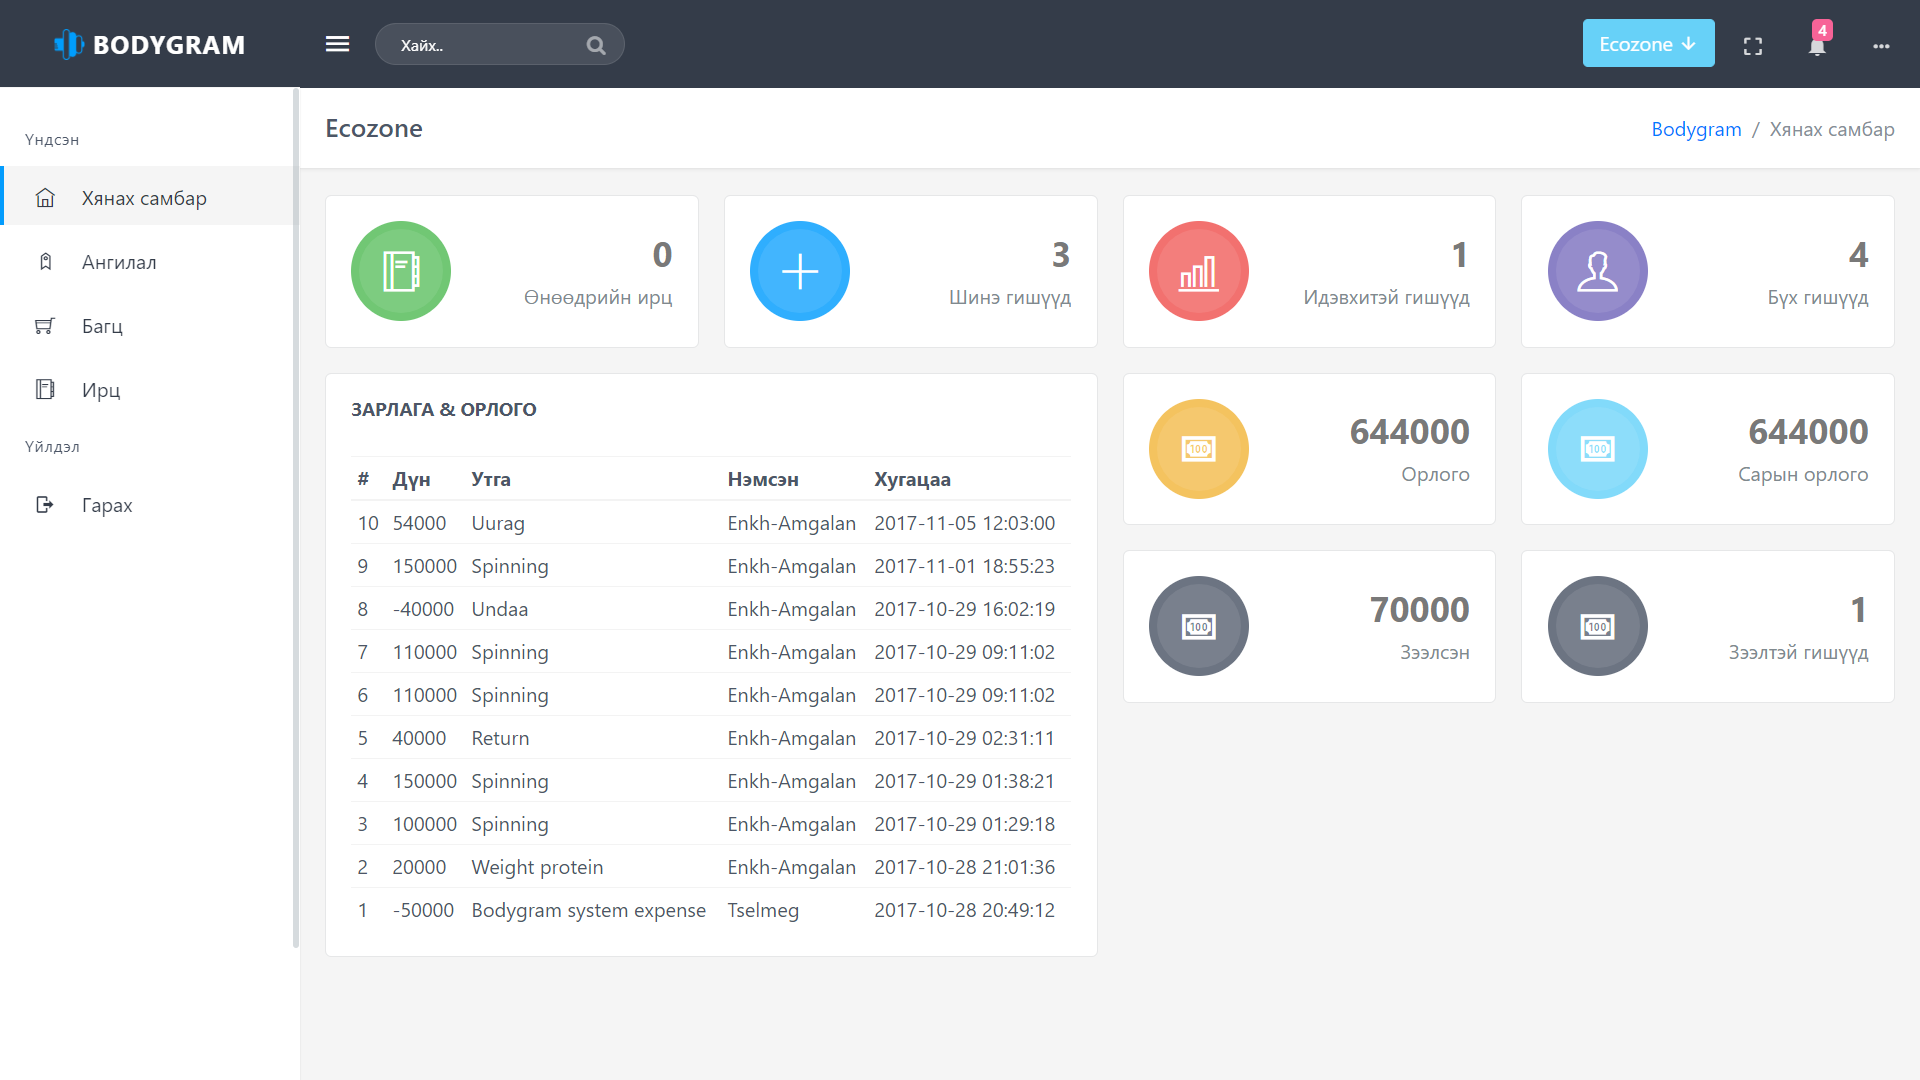 BODYGRAM
Хайх..
Ecozone
4
Үндсэн
Хянах самбар
Ангилал
Багц
Ирц
Үйлдэл
Гарах
Ecozone
Bodygram / Хянах самбар
0
Өнөөдрийн ирц
3
Шинэ гишүүд
1
Идэвхитэй гишүүд
4
Бүх гишүүд
ЗАРЛАГА & ОРЛОГО
# Дүн Утга Нэмсэн Хугацаа
10 54000 Uurag Enkh-Amgalan 2017-11-05 12:03:00
9 150000 Spinning Enkh-Amgalan 2017-11-01 18:55:23
8 -40000 Undaa Enkh-Amgalan 2017-10-29 16:02:19
7 110000 Spinning Enkh-Amgalan 2017-10-29 09:11:02
6 110000 Spinning Enkh-Amgalan 2017-10-29 09:11:02
5 40000 Return Enkh-Amgalan 2017-10-29 02:31:11
4 150000 Spinning Enkh-Amgalan 2017-10-29 01:38:21
3 100000 Spinning Enkh-Amgalan 2017-10-29 01:29:18
2 20000 Weight protein Enkh-Amgalan 2017-10-28 21:01:36
1 -50000 Bodygram system expense Tselmeg 2017-10-28 20:49:12
100
644000
Орлого
100
644000
Сарын орлого
100
70000
Зээлсэн
100
1
Зээлтэй гишүүд